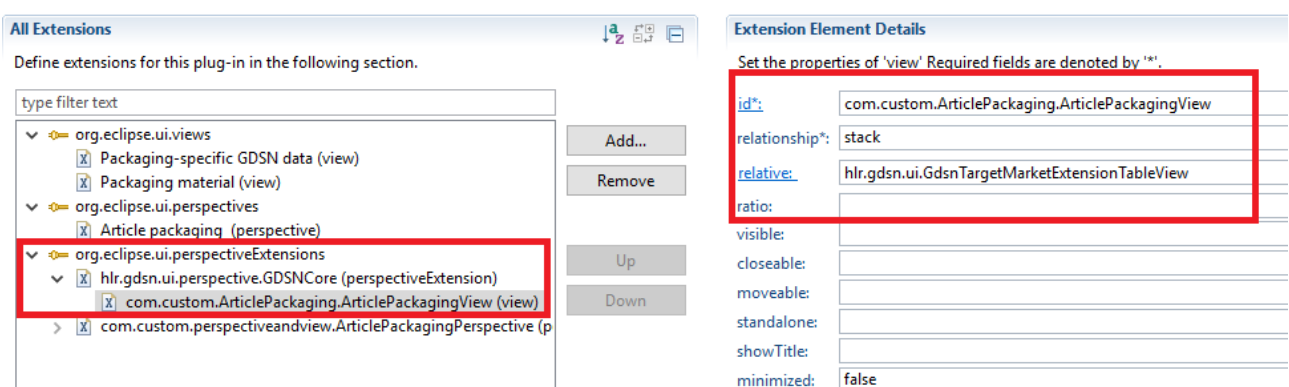 All Extensions
Define extensions for this plug-in in the following section.
type filter text
org.eclipse.ui.views
Packaging-specific GDSN data (view)
Packaging material (view)
org.eclipse.ui.perspectives
Article packaging (perspective)
org.eclipse.ui.perspectiveExtensions
hlr.gdsn.ui.perspective.GDSNCore (perspectiveExtension)
com.custom.ArticlePackaging.ArticlePackagingView (view)
com.custom.perspectiveandview.ArticlePackagingPerspective (p
Add...
Remove
Up
Down
Extension Element Details
Set the properties of 'view' Required fields are denoted by '*'.
id*: com.custom.ArticlePackaging.ArticlePackagingView
relationship*: stack
relative: hlr.gdsn.ui.GdsnTargetMarketExtensionTableView
ratio:
visible:
closeable:
moveable:
standalone:
showTitle:
minimized: false